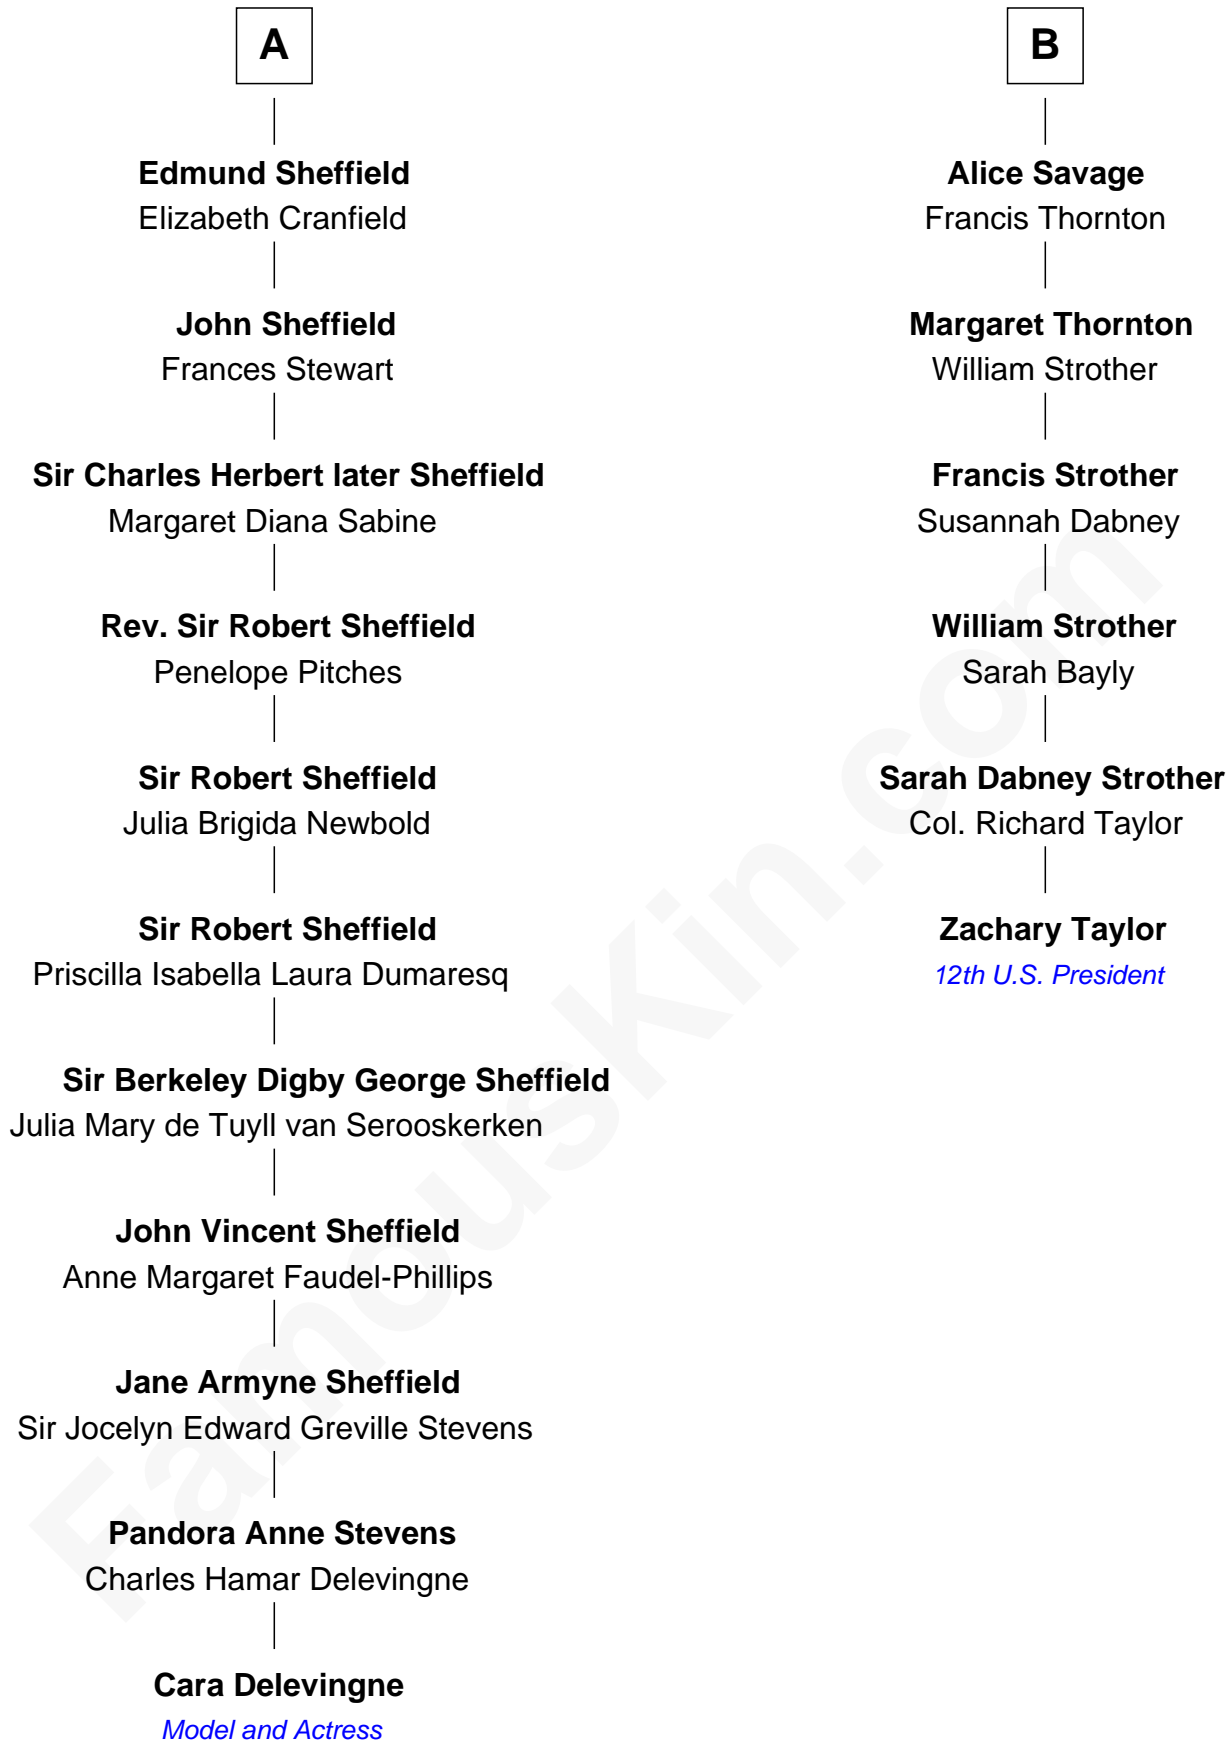 A
Edmund Sheffield
Elizabeth Cranfield
John Sheffield
Frances Stewart
Sir Charles Herbert later Sheffield
Margaret Diana Sabine
Rev. Sir Robert Sheffield
Penelope Pitches
Sir Robert Sheffield
Julia Brigida Newbold
Sir Robert Sheffield
Priscilla Isabella Laura Dumaresq
Sir Berkeley Digby George Sheffield
Julia Mary de Tuyll van Serooskerken
John Vincent Sheffield
Anne Margaret Faudel-Phillips
Jane Armyne Sheffield
Sir Jocelyn Edward Greville Stevens
Pandora Anne Stevens
Charles Hamar Delevingne
Cara Delevingne
Model and Actress
B
Alice Savage
Francis Thornton
Margaret Thornton
William Strother
Francis Strother
Susannah Dabney
William Strother
Sarah Bayly
Sarah Dabney Strother
Col. Richard Taylor
Zachary Taylor
12th U.S. President
FamousKin.com